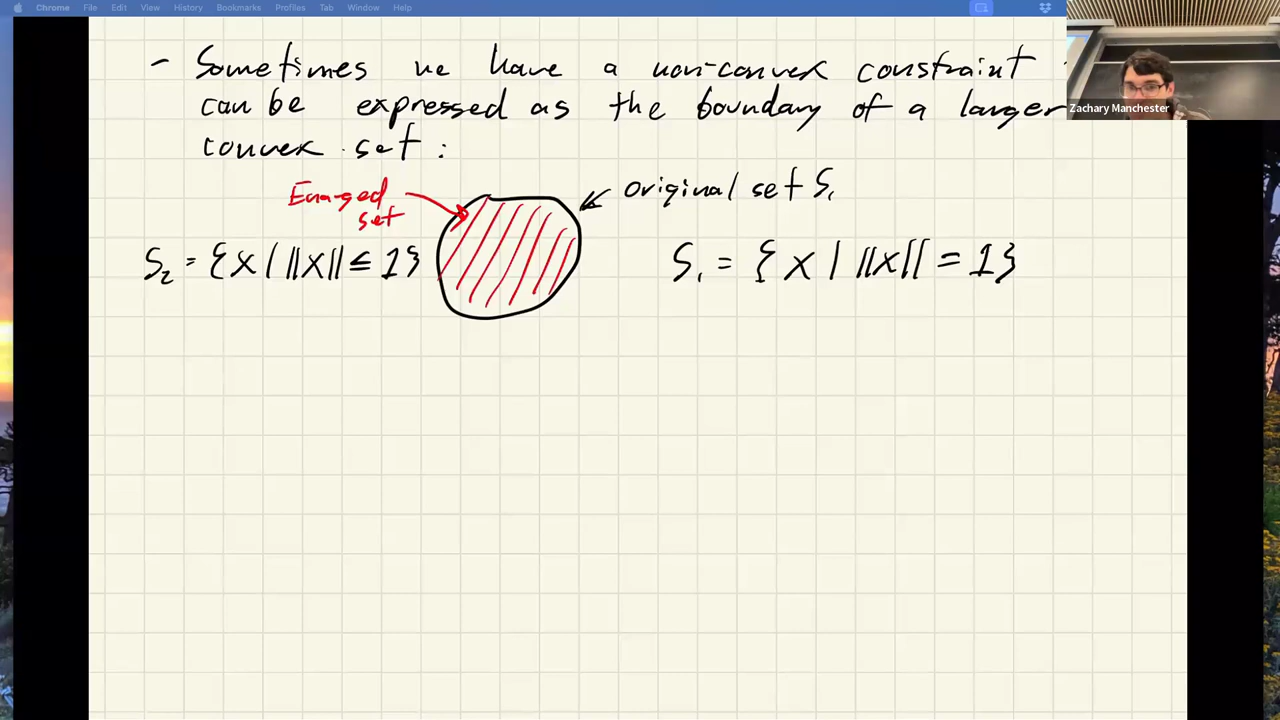 Chrome File Edit View History Bookmarks Profiles Tab Window Help
Zachary Manchester
- Sometimes we have a non-convex constraint
can be expressed as the boundary of a larger
convex set :
Enarged set
original set S₁
S₂ = {x | ||x|| ≤ 1}
S₁ = {x | ||x|| = 1}